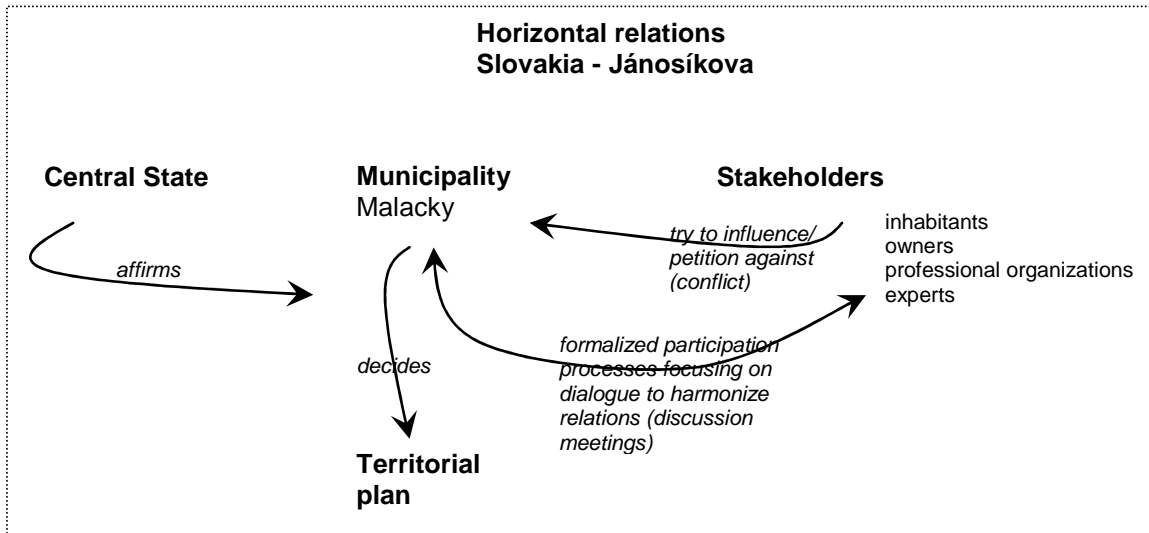 Horizontal relations
Slovakia - Jánosíkova
Central State
Municipality
Malacky
Stakeholders
inhabitants
owners
professional organizations
experts
try to influence/
petition against
(conflict)
affirms
decides
formalized participation
processes focusing on
dialogue to harmonize
relations (discussion
meetings)
Territorial
plan